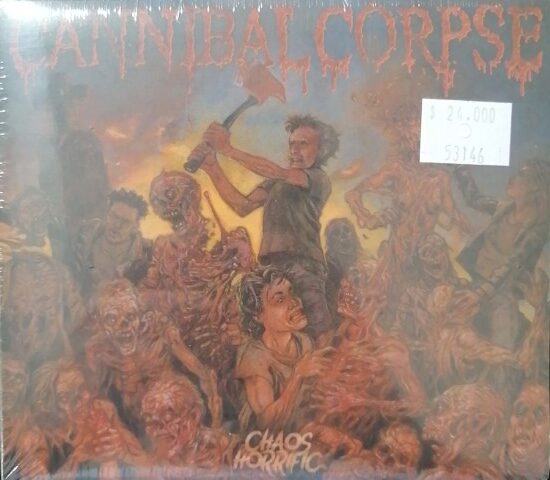 CANNIBAL CORPSE
$ 24.000
53146
CHAOS
HORRIFIC